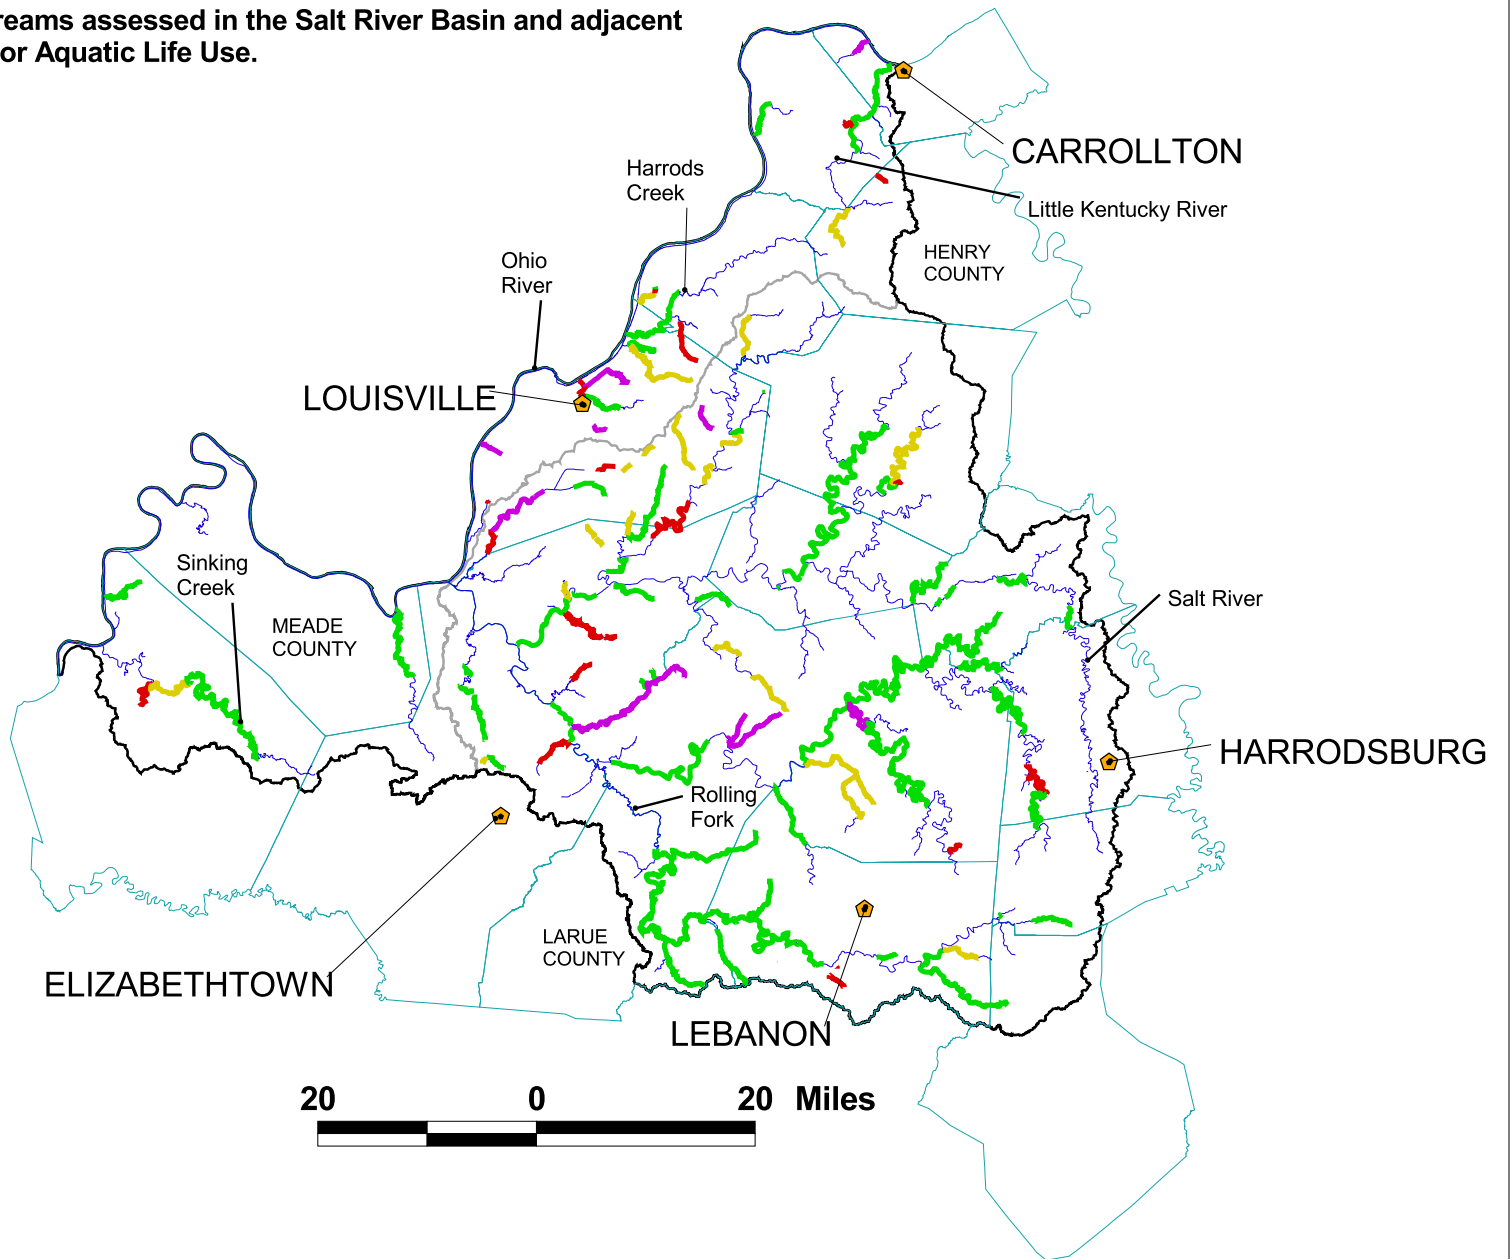 reams assessed in the Salt River Basin and adjacent
or Aquatic Life Use.
CARROLLTON
Harrods
Creek
Little Kentucky River
HENRY
COUNTY
Ohio
River
LOUISVILLE
Sinking
Creek
Salt River
MEADE
COUNTY
HARRODSBURG
Rolling
Fork
LARUE
COUNTY
ELIZABETHTOWN
LEBANON
20 0 20 Miles